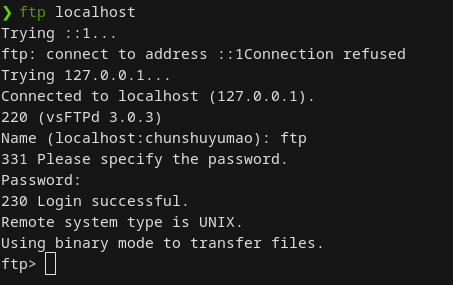 ❯ ftp localhost
Trying ::1...
ftp: connect to address ::1Connection refused
Trying 127.0.0.1...
Connected to localhost (127.0.0.1).
220 (vsFTPd 3.0.3)
Name (localhost:chunshuyumao): ftp
331 Please specify the password.
Password:
230 Login successful.
Remote system type is UNIX.
Using binary mode to transfer files.
ftp>